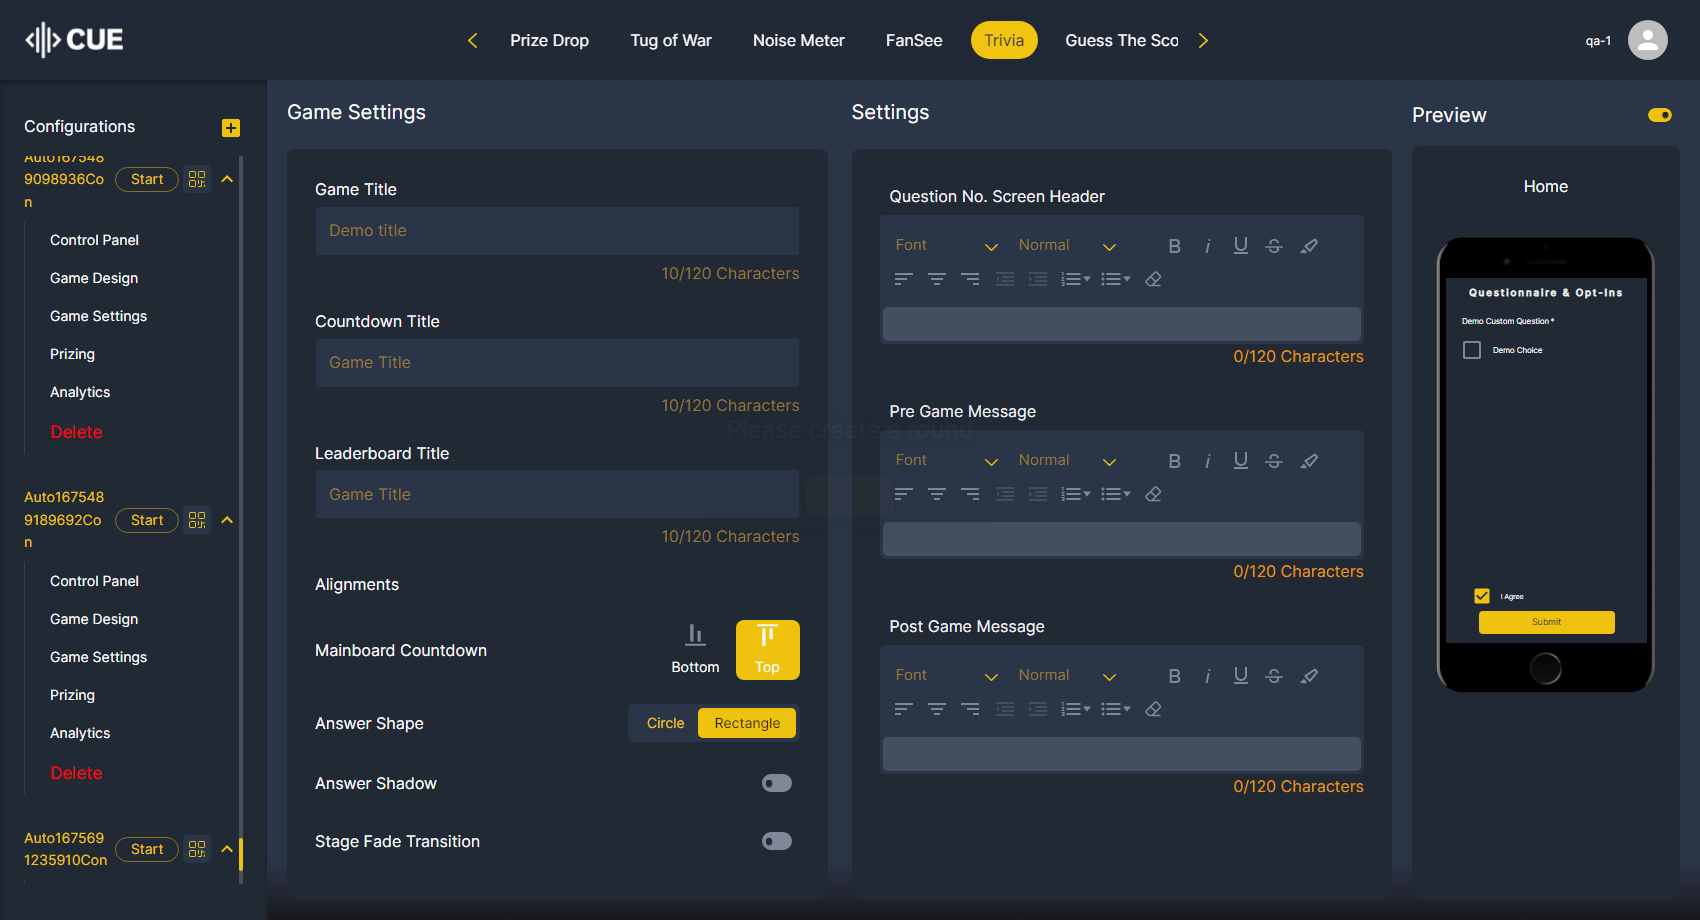 CUE
Prize Drop
Tug of War
Noise Meter
FanSee
Trivia
Guess The Sco
qa-1
Configurations
Auto167548
9098936Co
n
Start
Control Panel
Game Design
Game Settings
Prizing
Analytics
Delete
Auto167548
9189692Co
n
Start
Control Panel
Game Design
Game Settings
Prizing
Analytics
Delete
Auto167569
1235910Con
Start
Game Settings
Game Title
Demo title
10/120 Characters
Countdown Title
Game Title
10/120 Characters
Leaderboard Title
Game Title
10/120 Characters
Alignments
Mainboard Countdown
Bottom
Top
Answer Shape
Circle
Rectangle
Answer Shadow
Stage Fade Transition
Please create a round
Settings
Question No. Screen Header
Font
Normal
0/120 Characters
Pre Game Message
Font
Normal
0/120 Characters
Post Game Message
Font
Normal
0/120 Characters
Preview
Home
Questionnaire & Opt-Ins
Demo Custom Question *
Demo Choice
I Agree
Submit